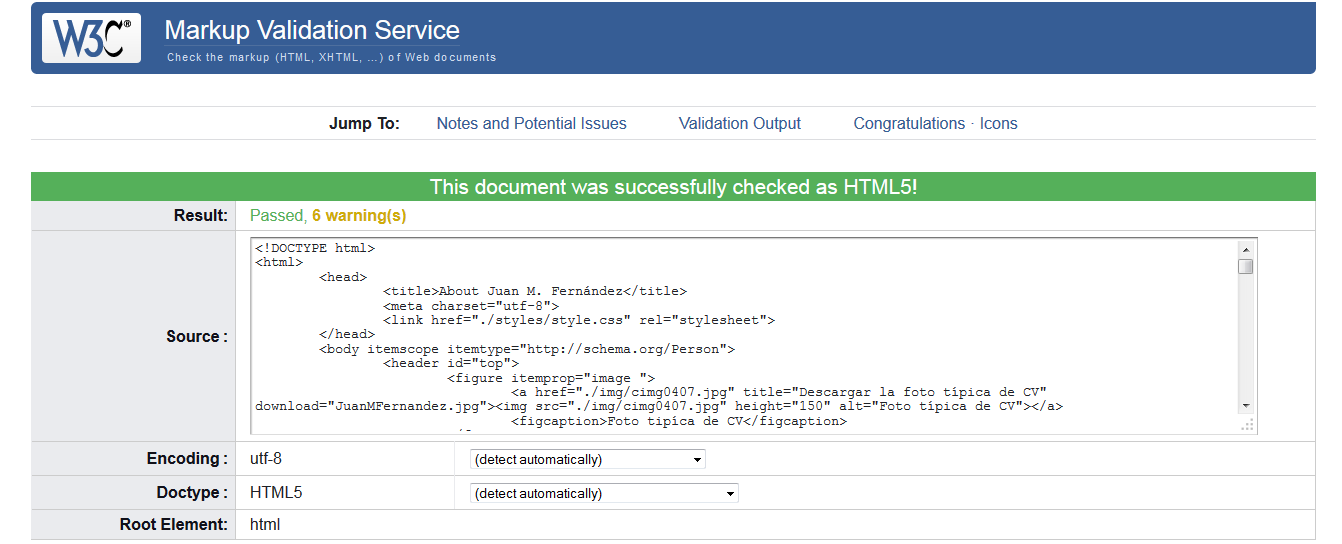 W3C® Markup Validation Service
Check the markup (HTML, XHTML, …) of Web documents
Jump To: Notes and Potential Issues Validation Output Congratulations · Icons
This document was successfully checked as HTML5!
Result: Passed, 6 warning(s)
Source :
<!DOCTYPE html>
<html>
<head>
<title>About Juan M. Fernández</title>
<meta charset="utf-8">
<link href="./styles/style.css" rel="stylesheet">
</head>
<body itemscope itemtype="http://schema.org/Person">
<header id="top">
<figure itemprop="image ">
<a href="./img/cimg0407.jpg" title="Descargar la foto típica de CV"
download="JuanMFernandez.jpg"><img src="./img/cimg0407.jpg" height="150" alt="Foto típica de CV"></a>
<figcaption>Foto tipíca de CV</figcaption>
Encoding : utf-8 (detect automatically)
Doctype : HTML5 (detect automatically)
Root Element: html